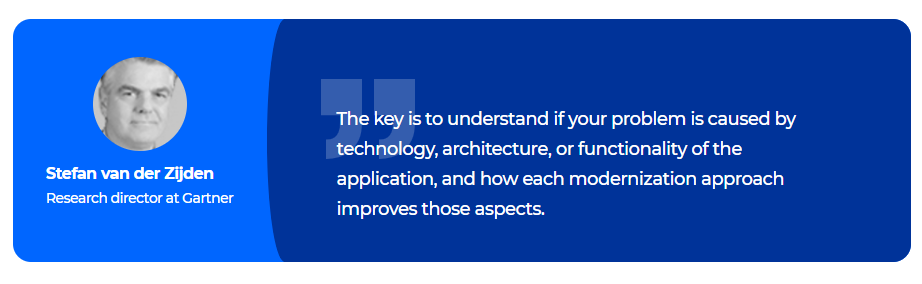 Stefan van der Zijden
Research director at Gartner
The key is to understand if your problem is caused by
technology, architecture, or functionality of the
application, and how each modernization approach
improves those aspects.